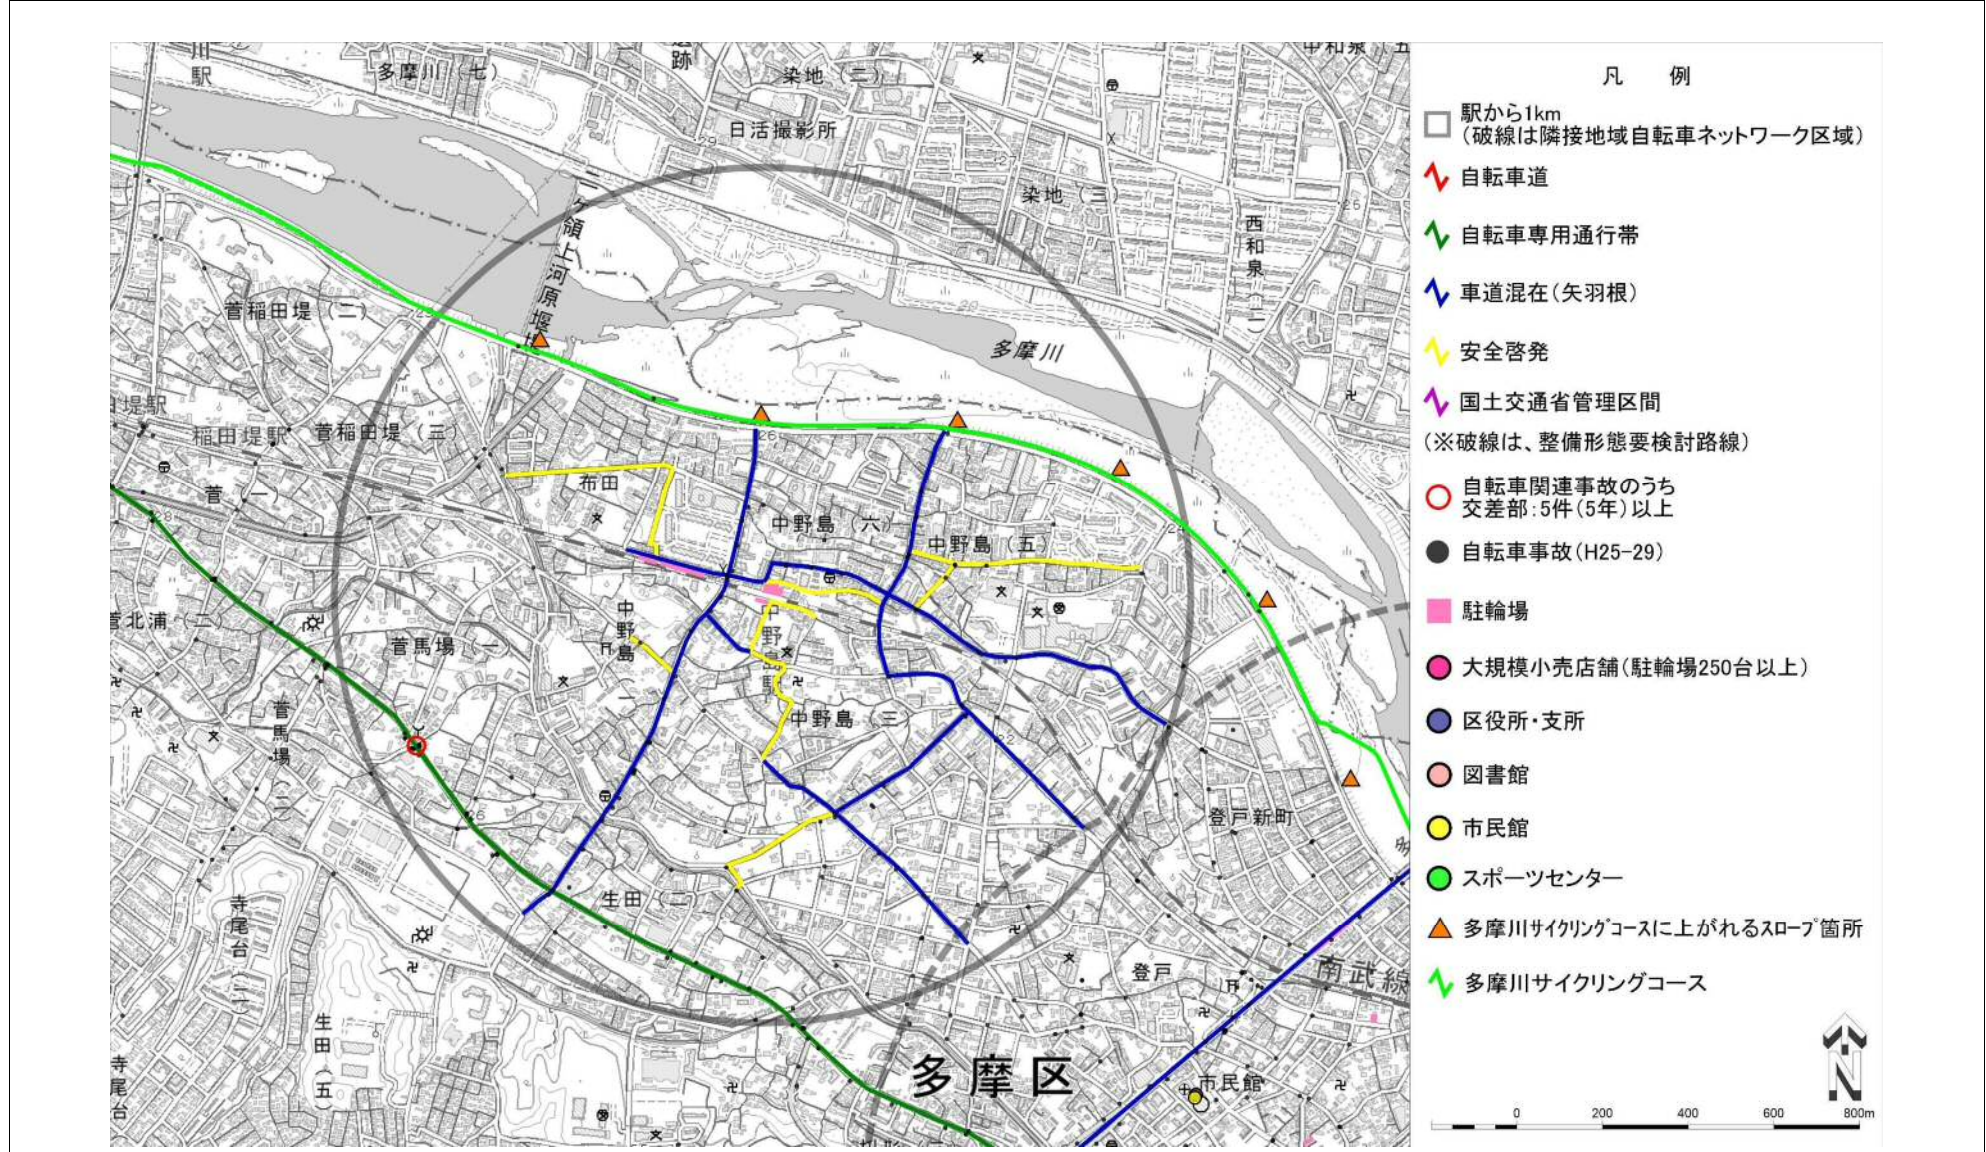 多摩川（七）
染地（二）
日活撮影所
染地（三）
西和泉（二）
二ヶ領上河原堰堤
多摩川
菅稲田堤（二）
稲田堤駅
菅稲田堤（三）
菅（一）
布田
中野島（六）
中野島（五）
中野島（一）
中野島駅
菅馬場（一）
中野島（三）
菅馬場（二）
登戸新町
生田（二）
寺尾台（二）
生田（五）
寺尾台
登戸
南武線
多摩区
市民館
凡　例
駅から1km
（破線は隣接地域自転車ネットワーク区域）
自転車道
自転車専用通行帯
車道混在（矢羽根）
安全啓発
国土交通省管理区間
（※破線は、整備形態要検討路線）
自転車関連事故のうち
交差部：5件（5年）以上
自転車事故（H25-29）
駐輪場
大規模小売店舗（駐輪場250台以上）
区役所・支所
図書館
市民館
スポーツセンター
多摩川ｻｲｸﾘﾝｸﾞｺｰｽに上がれるｽﾛｰﾌﾟ箇所
多摩川サイクリングコース
N
0 200 400 600 800m